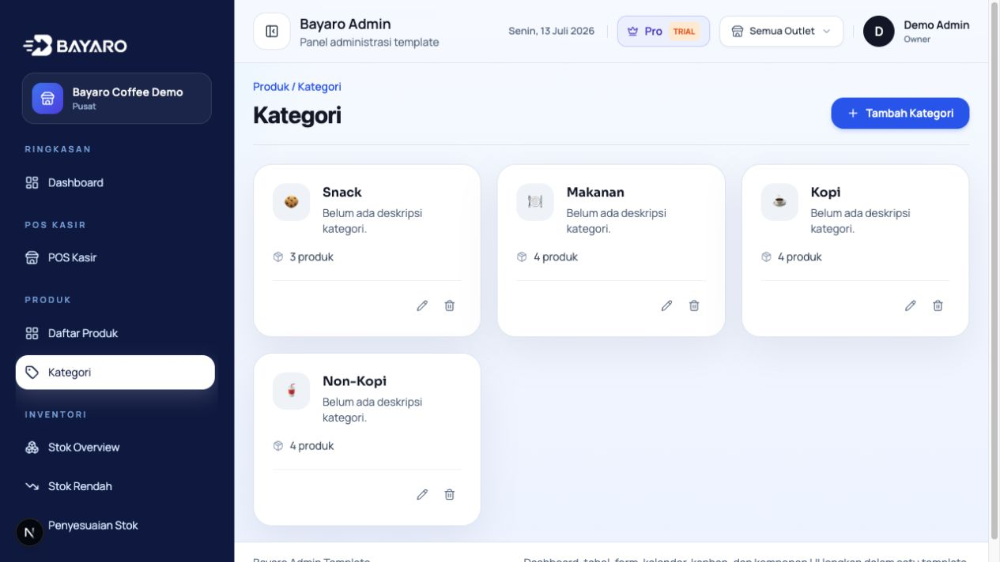 BAYARO
Bayaro Coffee Demo
Pusat
RINGKASAN
Dashboard
POS KASIR
POS Kasir
PRODUK
Daftar Produk
Kategori
INVENTORI
Stok Overview
Stok Rendah
Penyesuaian Stok
N
Bayaro Admin
Panel administrasi template
Senin, 13 Juli 2026
Pro TRIAL
Semua Outlet
D
Demo Admin
Owner
Produk / Kategori
Kategori
+ Tambah Kategori
Snack
Belum ada deskripsi
kategori.
3 produk
Makanan
Belum ada deskripsi
kategori.
4 produk
Kopi
Belum ada deskripsi
kategori.
4 produk
Non-Kopi
Belum ada deskripsi
kategori.
4 produk
Bayaro Admin Template
Dashboard, tabel, form, kalender, kanban, dan komponen UI lengkap dalam satu template.